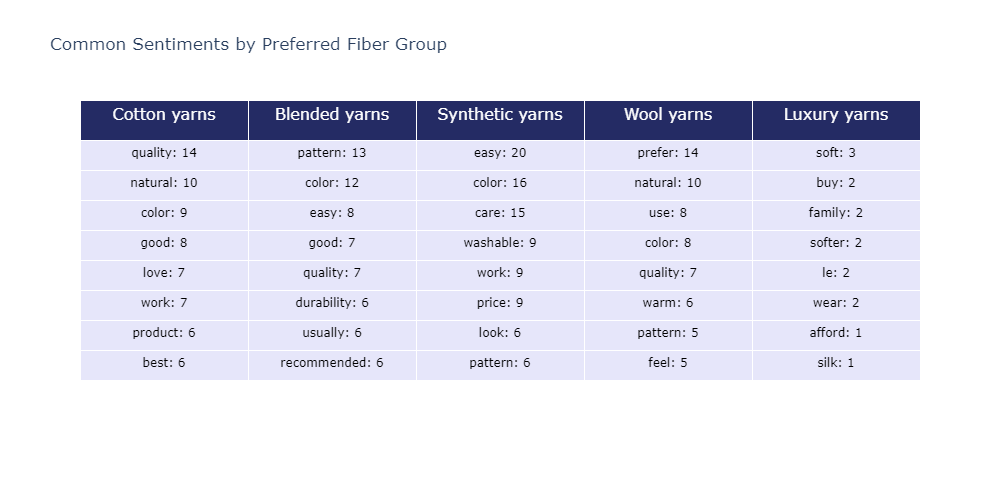 Common Sentiments by Preferred Fiber Group
Cotton yarns Blended yarns Synthetic yarns Wool yarns Luxury yarns
quality: 14 pattern: 13 easy: 20 prefer: 14 soft: 3
natural: 10 color: 12 color: 16 natural: 10 buy: 2
color: 9 easy: 8 care: 15 use: 8 family: 2
good: 8 good: 7 washable: 9 color: 8 softer: 2
love: 7 quality: 7 work: 9 quality: 7 le: 2
work: 7 durability: 6 price: 9 warm: 6 wear: 2
product: 6 usually: 6 look: 6 pattern: 5 afford: 1
best: 6 recommended: 6 pattern: 6 feel: 5 silk: 1